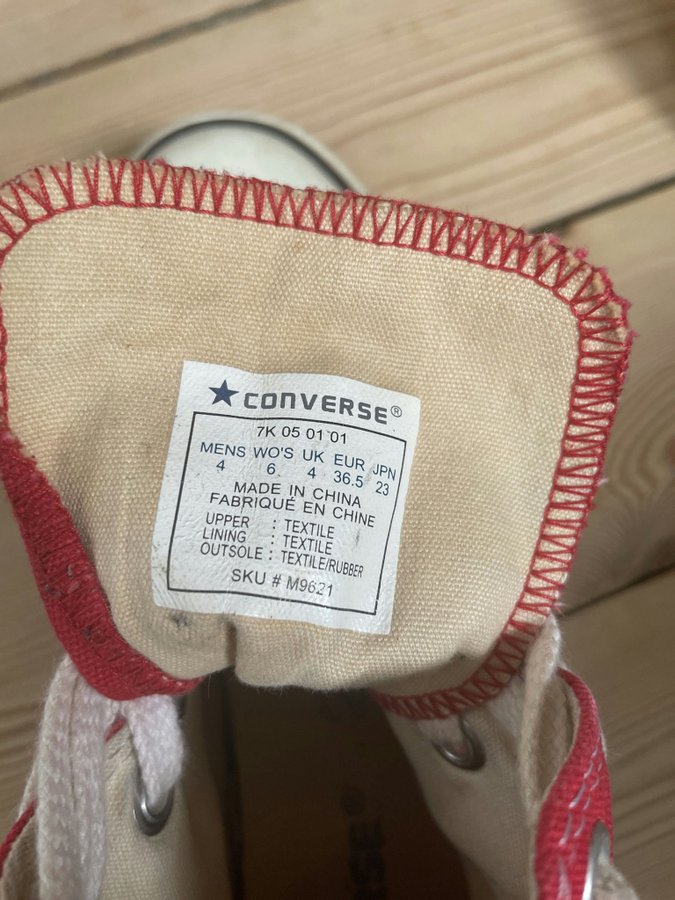 CONVERSE®
7K 05 01 01
MENS WO'S UK EUR JPN
4 6 4 36.5 23
MADE IN CHINA
FABRIQUÉ EN CHINE
UPPER : TEXTILE
LINING : TEXTILE
OUTSOLE : TEXTILE/RUBBER
SKU # M9621